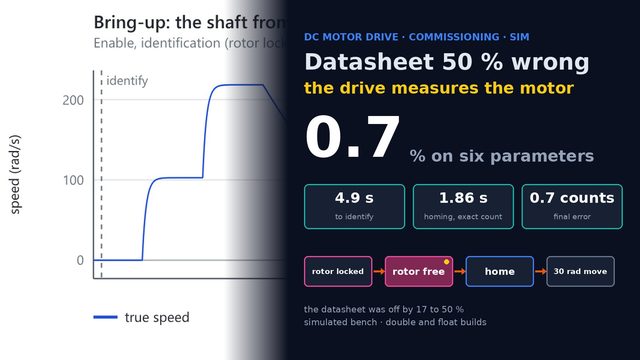 Bring-up: the shaft from
Enable, identification (rotor lock
identify
200
100
0
speed (rad/s)
true speed
DC MOTOR DRIVE · COMMISSIONING · SIM
Datasheet 50 % wrong
the drive measures the motor
0.7 % on six parameters
4.9 s
to identify
1.86 s
homing, exact count
0.7 counts
final error
rotor locked
rotor free
home
30 rad move
the datasheet was off by 17 to 50 %
simulated bench · double and float builds